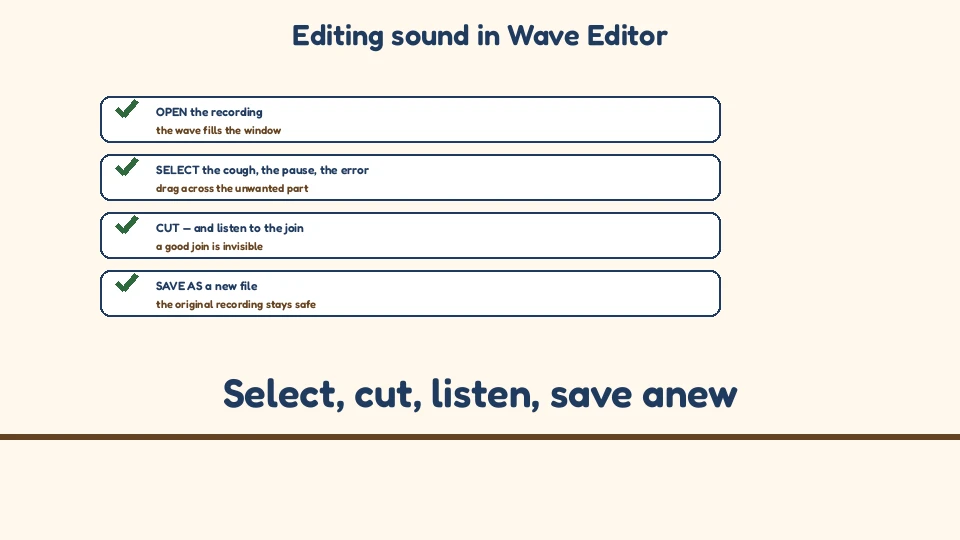 Editing sound in Wave Editor
OPEN the recording
the wave fills the window
SELECT the cough, the pause, the error
drag across the unwanted part
CUT – and listen to the join
a good join is invisible
SAVE AS a new file
the original recording stays safe
Select, cut, listen, save anew